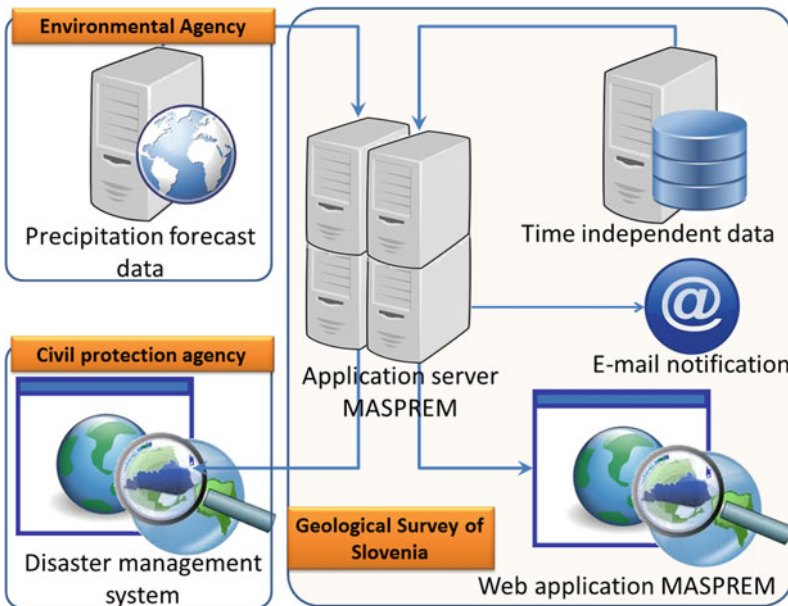 Environmental Agency
Precipitation forecast
data
Time independent data
@
E-mail notification
Application server
MASPREM
Civil protection agency
Disaster management
system
Geological Survey of
Slovenia
Web application MASPREM